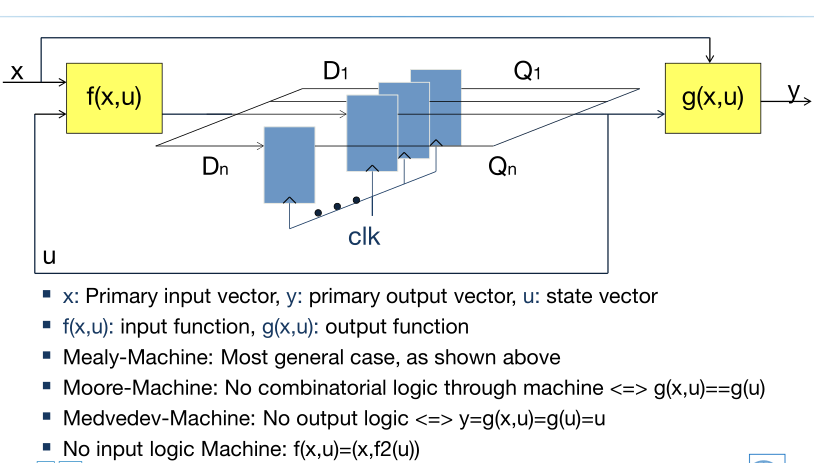 x
f(x,u)
D1
Q1
g(x,u)
y
Dn
Qn
clk
u
x: Primary input vector, y: primary output vector, u: state vector
f(x,u): input function, g(x,u): output function
Mealy-Machine: Most general case, as shown above
Moore-Machine: No combinatorial logic through machine <=> g(x,u)==g(u)
Medvedev-Machine: No output logic <=> y=g(x,u)=g(u)=u
No input logic Machine: f(x,u)=(x,f2(u))